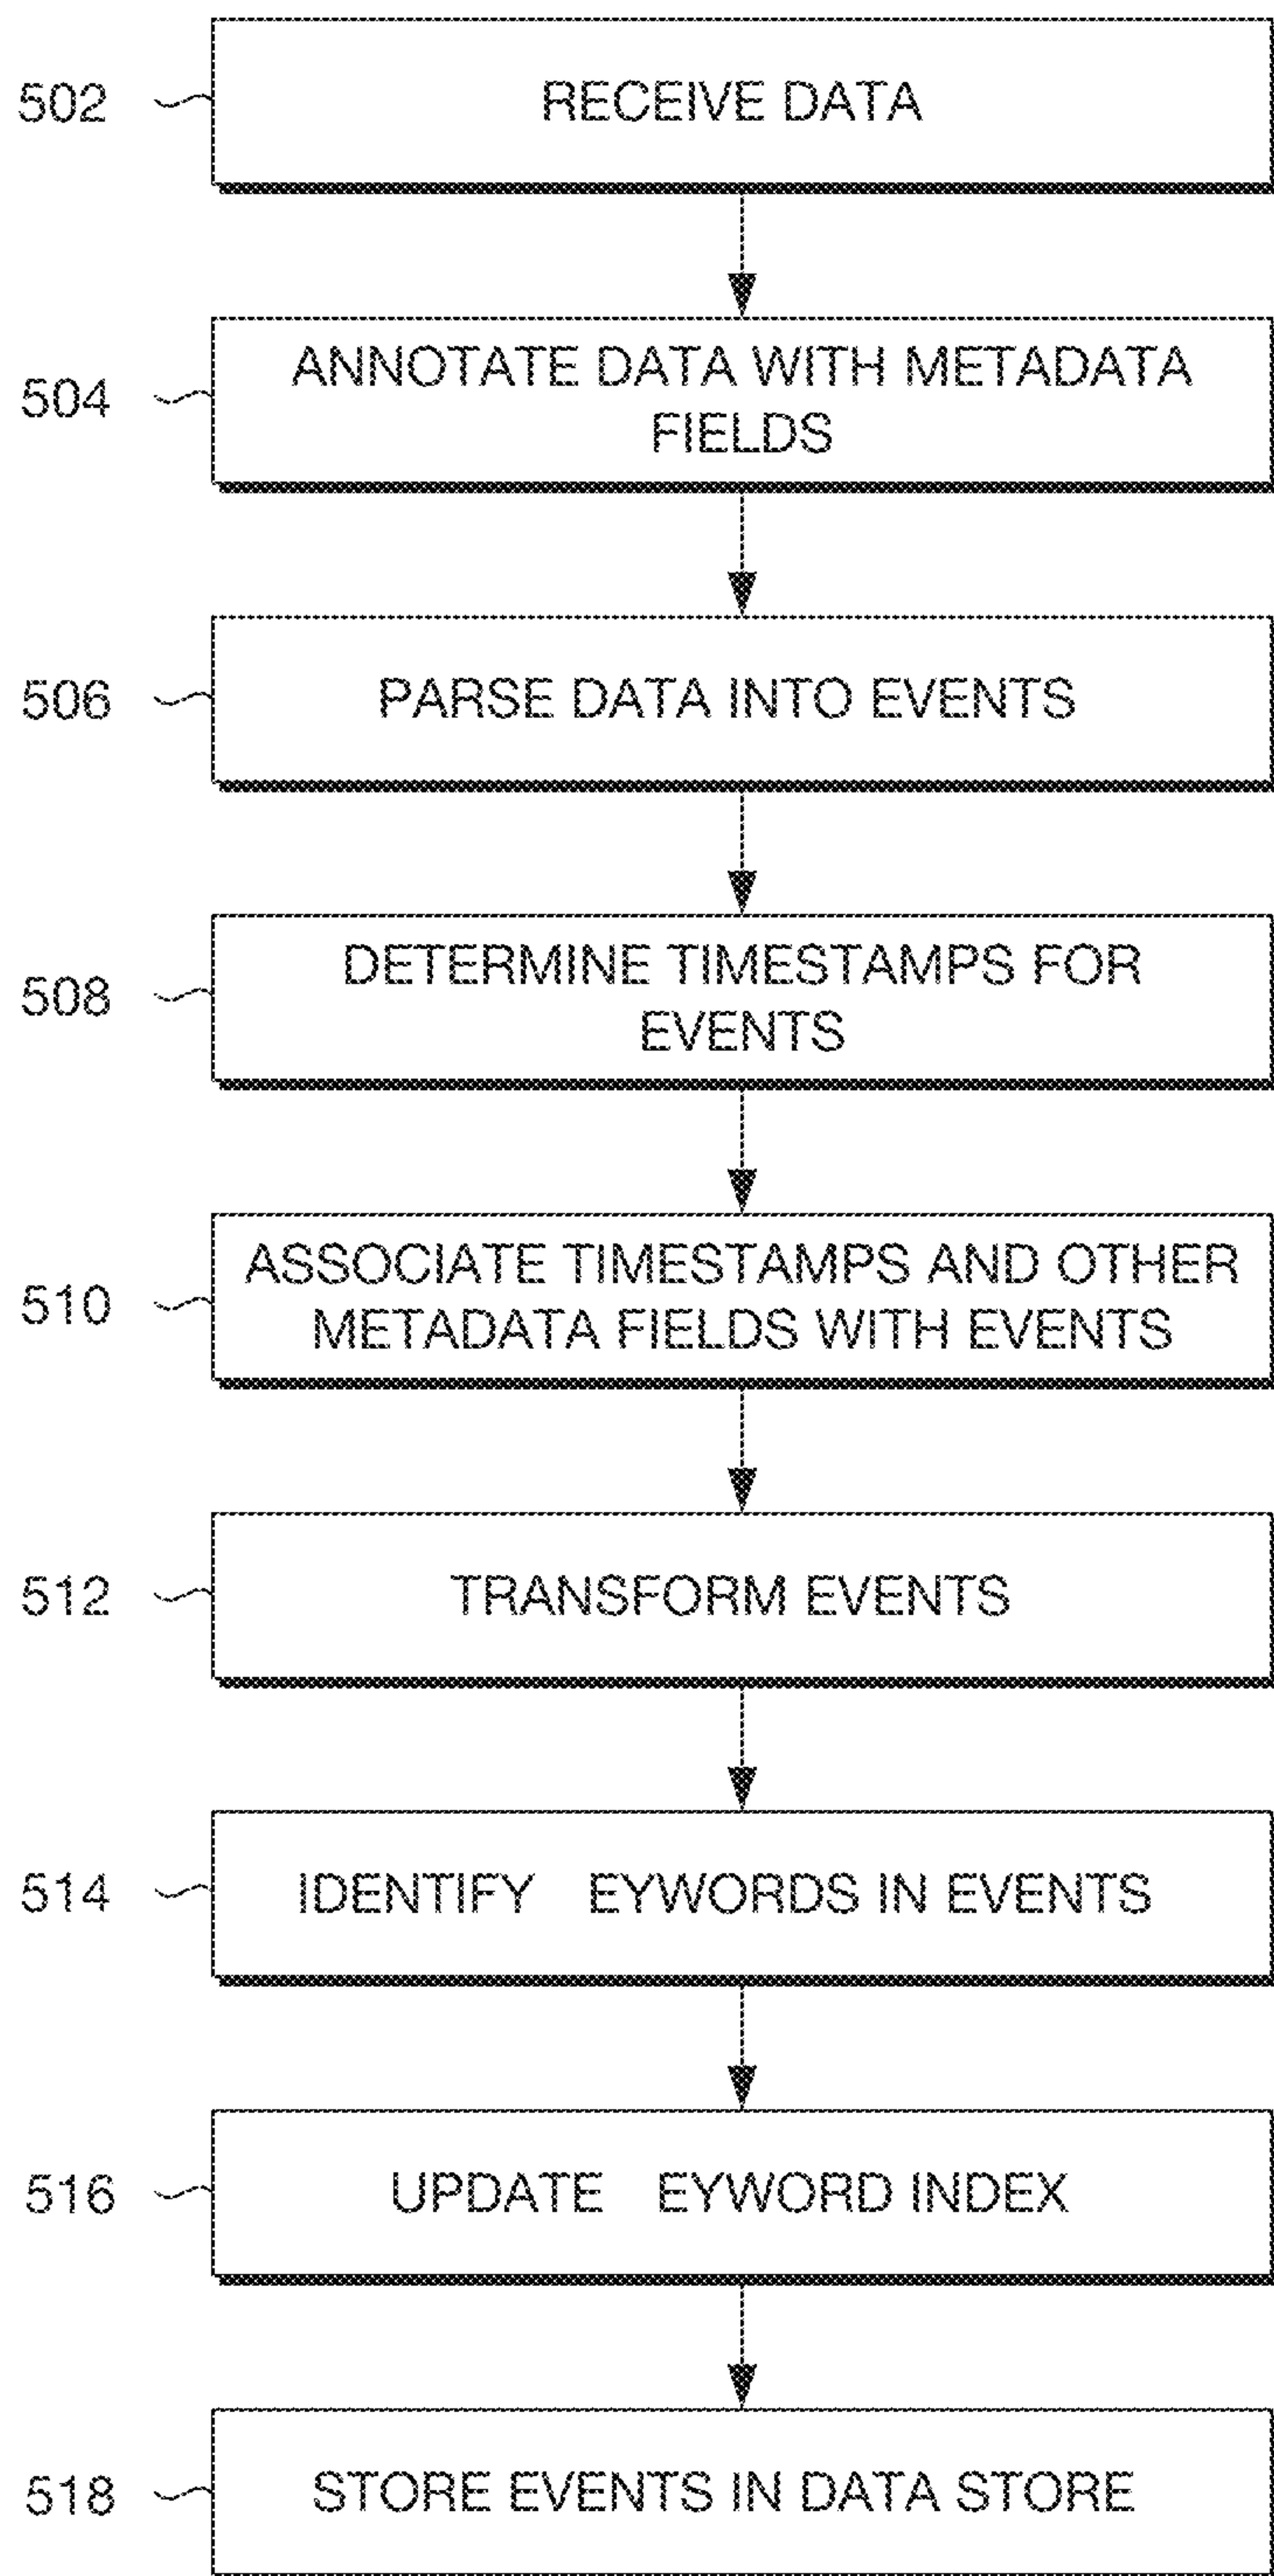 502
RECEIVE DATA
504
ANNOTATE DATA WITH METADATA
FIELDS
506
PARSE DATA INTO EVENTS
508
DETERMINE TIMESTAMPS FOR
EVENTS
510
ASSOCIATE TIMESTAMPS AND OTHER
METADATA FIELDS WITH EVENTS
512
TRANSFORM EVENTS
514
IDENTIFY EYWORDS IN EVENTS
516
UPDATE EYWORD INDEX
518
STORE EVENTS IN DATA STORE